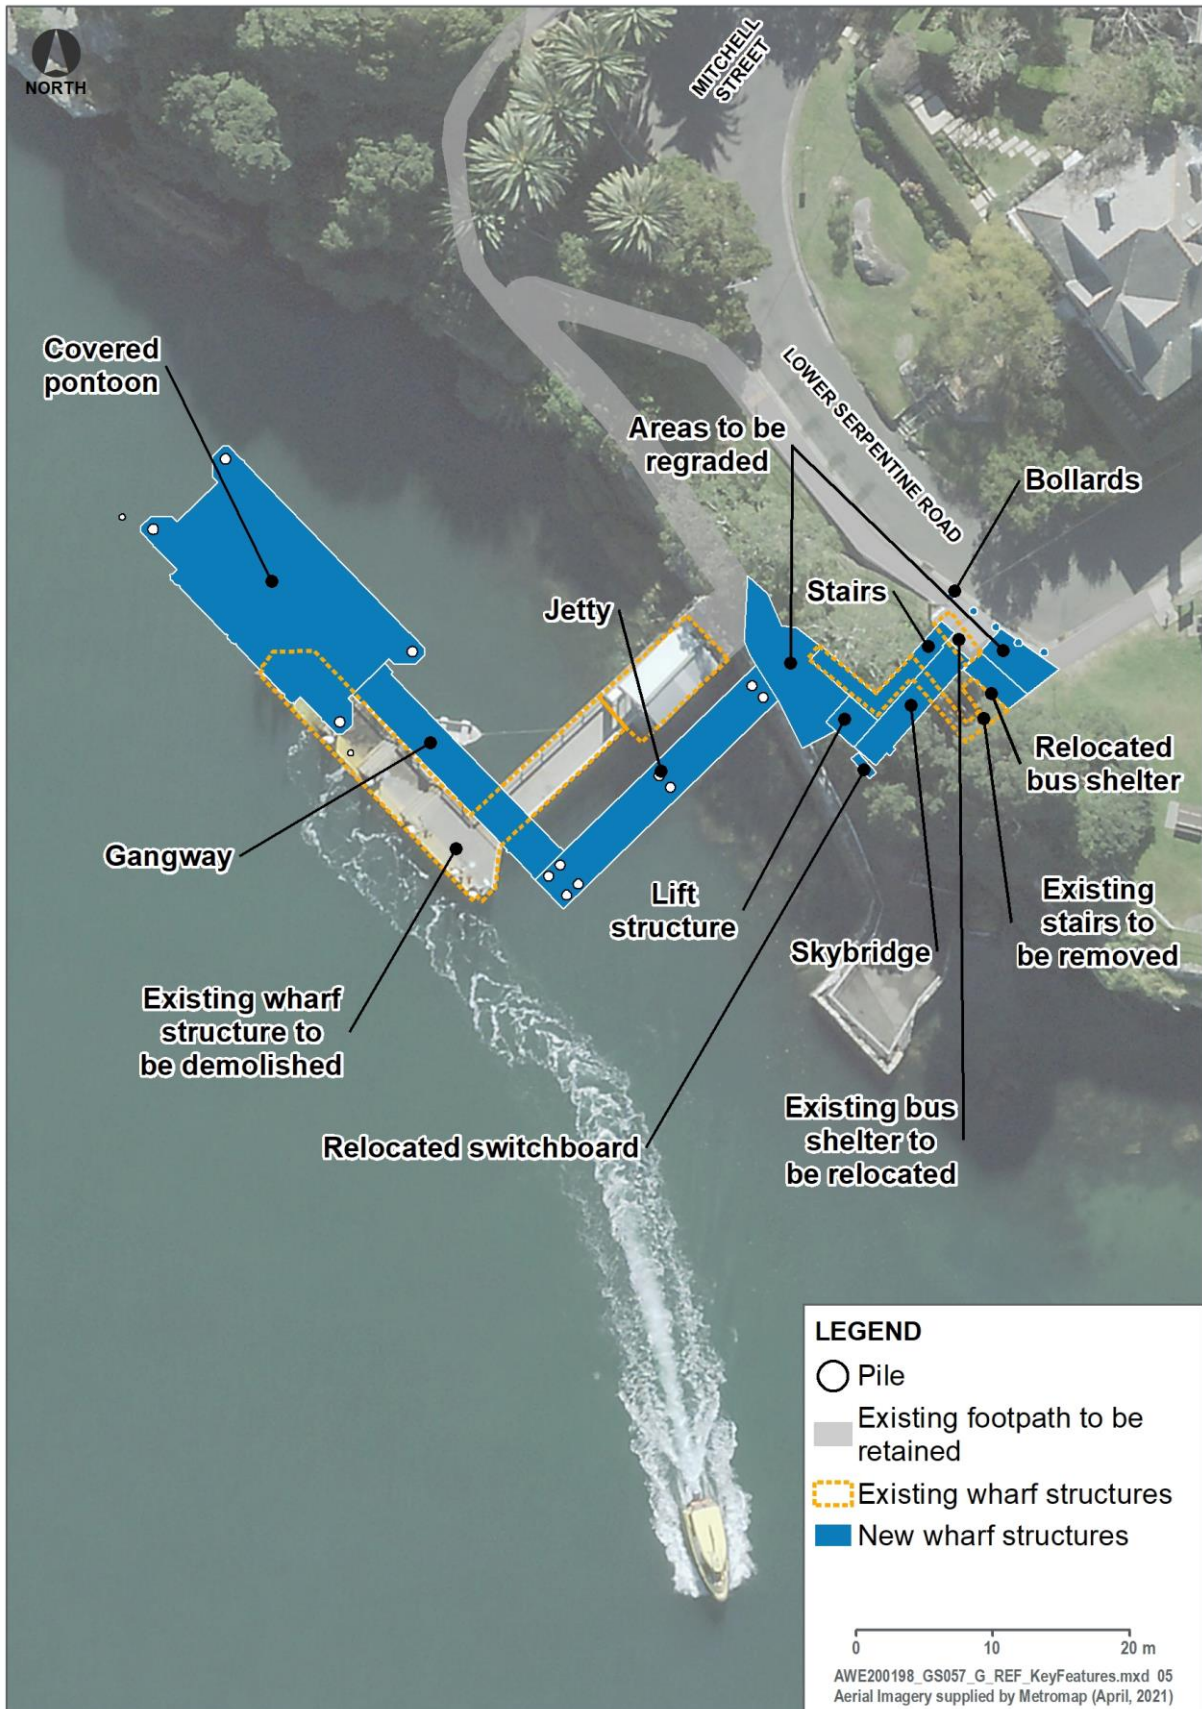 NORTH
MITCHELL
STREET
Covered
pontoon
LOWER SERPENTINE ROAD
Areas to be
regraded
Bollards
Stairs
Jetty
Relocated
bus shelter
Gangway
Lift
structure
Existing
stairs to
be removed
Skybridge
Existing wharf
structure to
be demolished
Existing bus
shelter to
be relocated
Relocated switchboard
LEGEND
Pile
Existing footpath to be
retained
Existing wharf structures
New wharf structures
0 10 20 m
AWE200198_GS057_G_REF_KeyFeatures.mxd 05
Aerial Imagery supplied by Metromap (April, 2021)